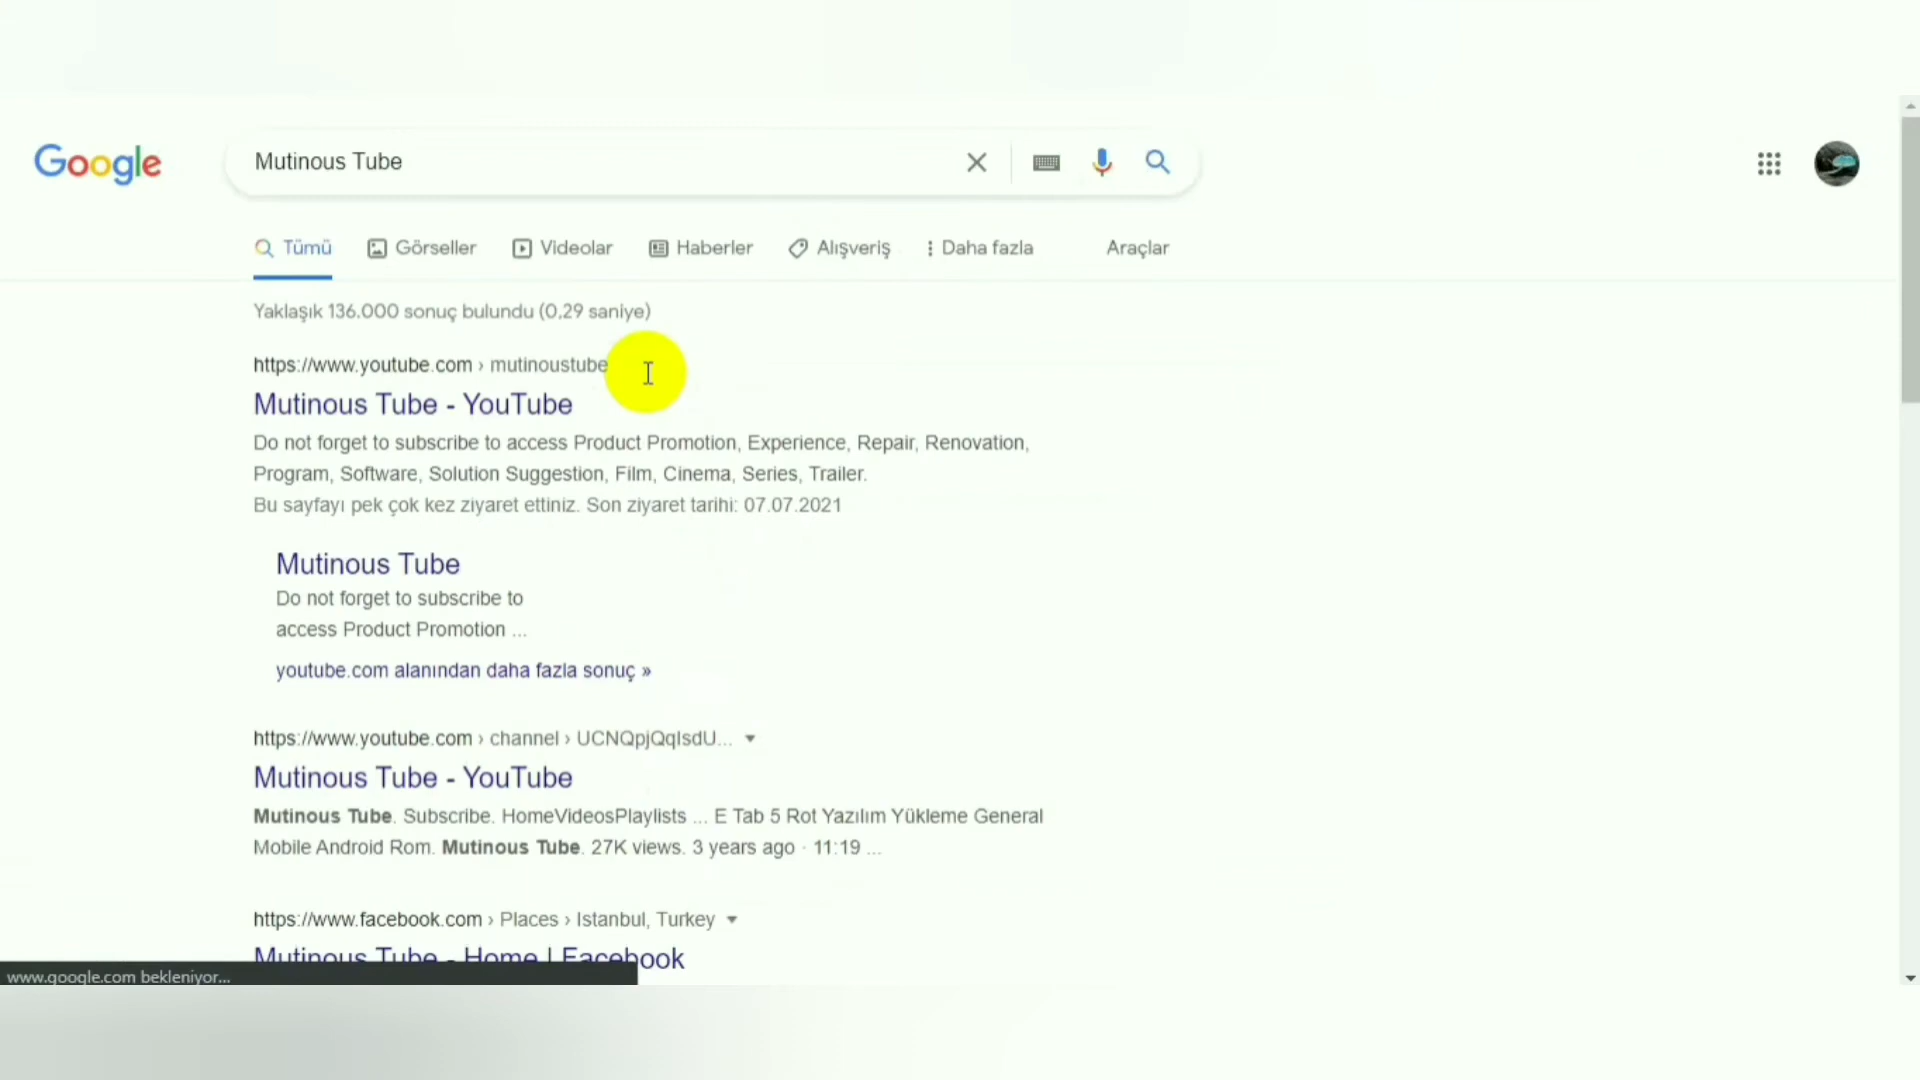 Google
Mutinous Tube
Tümü Görseller Videolar Haberler Alışveriş Daha fazla Araçlar
Yaklaşık 136.000 sonuç bulundu (0,29 saniye)
https://www.youtube.com › mutinoustube
Mutinous Tube - YouTube
Do not forget to subscribe to access Product Promotion, Experience, Repair, Renovation,
Program, Software, Solution Suggestion, Film, Cinema, Series, Trailer.
Bu sayfayı pek çok kez ziyaret ettiniz. Son ziyaret tarihi: 07.07.2021
Mutinous Tube
Do not forget to subscribe to
access Product Promotion ...
youtube.com alanından daha fazla sonuç »
https://www.youtube.com › channel › UCNQpjQqIsdU...
Mutinous Tube - YouTube
Mutinous Tube. Subscribe. HomeVideosPlaylists ... E Tab 5 Rot Yazılım Yükleme General
Mobile Android Rom. Mutinous Tube. 27K views. 3 years ago · 11:19 ...
https://www.facebook.com › Places › Istanbul, Turkey
Mutinous Tube - Home | Facebook
www.google.com bekleniyor...